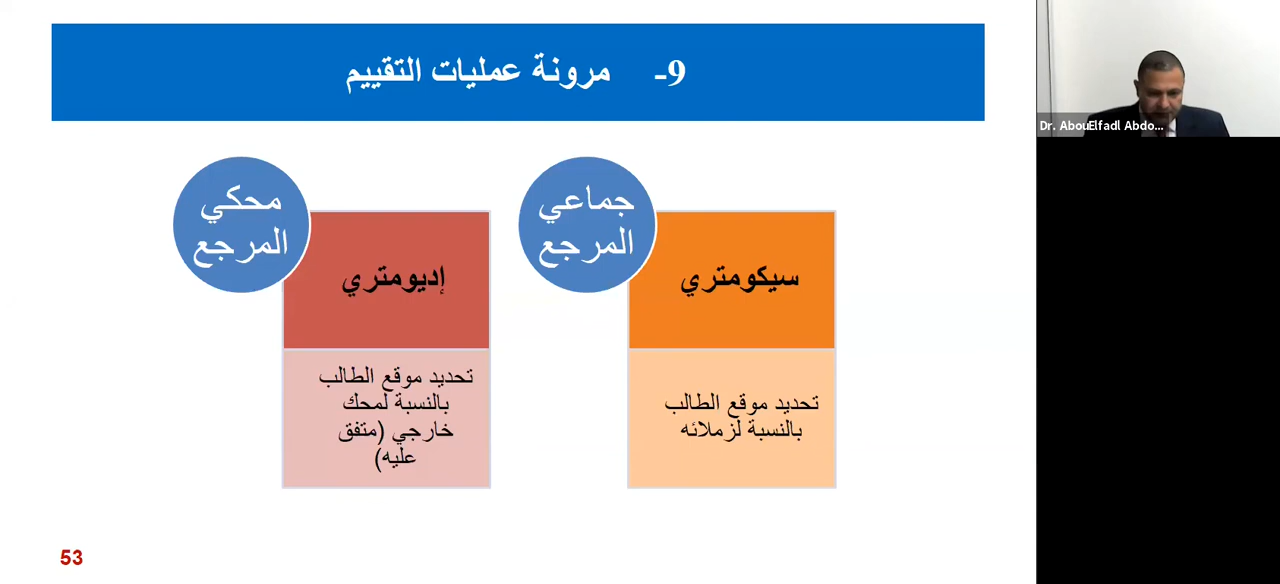 9- مرونة عمليات التقييم
جماعي
المرجع
سيكومتري
تحديد موقع الطالب
بالنسبة لزملائه
محكي
المرجع
إديومتري
تحديد موقع الطالب
بالنسبة لمحك
خارجي (متفق
عليه)
53
Dr. AbouElfadl Abdo...